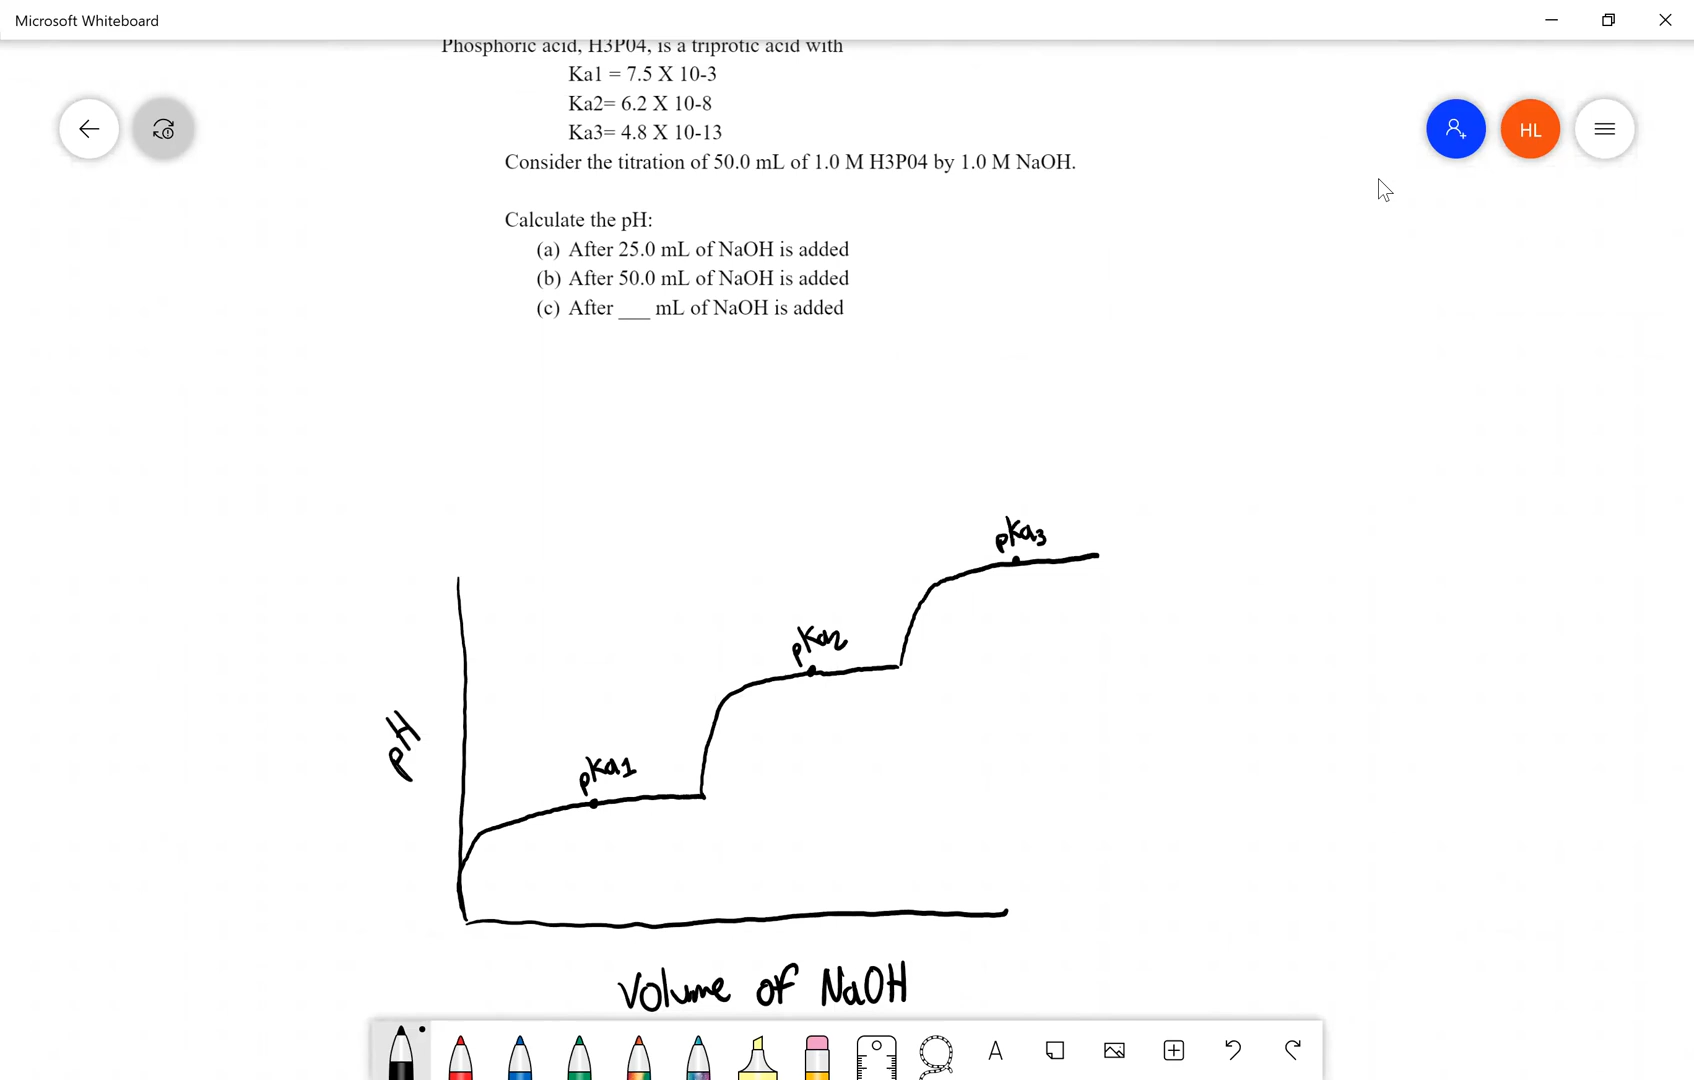 Microsoft Whiteboard
Phosphoric acid, H3P04, is a triprotic acid with
Ka1 = 7.5 X 10-3
Ka2= 6.2 X 10-8
Ka3= 4.8 X 10-13
HL
Consider the titration of 50.0 mL of 1.0 M H3P04 by 1.0 M NaOH.
Calculate the pH:
(a) After 25.0 mL of NaOH is added
(b) After 50.0 mL of NaOH is added
(c) After ___ mL of NaOH is added
pKa3
pKa2
pKa1
pH
Volume of NaOH
A